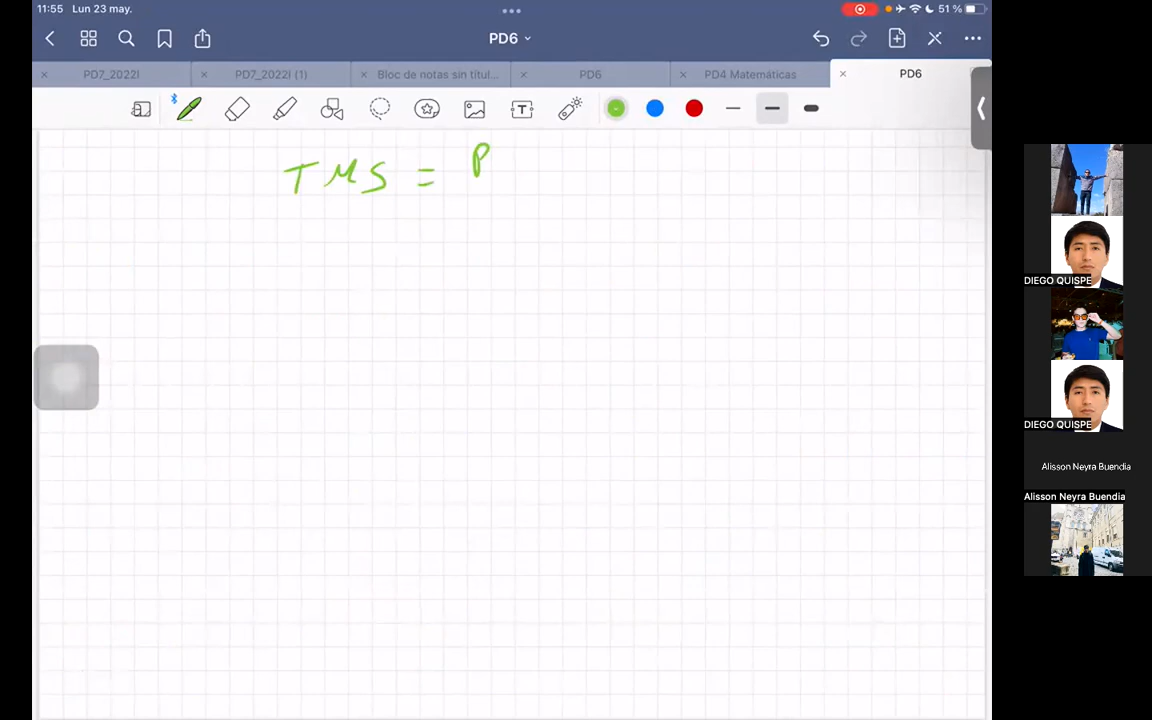 11:55 Lun 23 may. 51 %
PD6
PD7_2022I
PD7_2022I (1)
Bloc de notas sin títul...
PD6
PD4 Matemáticas
PD6
TMS = P
DIEGO QUISPE
DIEGO QUISPE
Alisson Neyra Buendia
Alisson Neyra Buendia